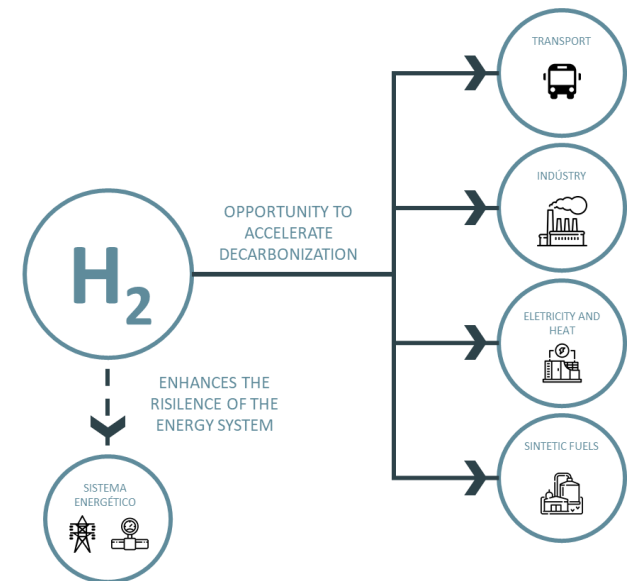 TRANSPORT
INDÚSTRY
OPPORTUNITY TO
ACCELERATE
DECARBONIZATION
H2
ELETRICITY AND
HEAT
ENHANCES THE
RISILENCE OF THE
ENERGY SYSTEM
SINTETIC FUELS
SISTEMA
ENERGÉTICO